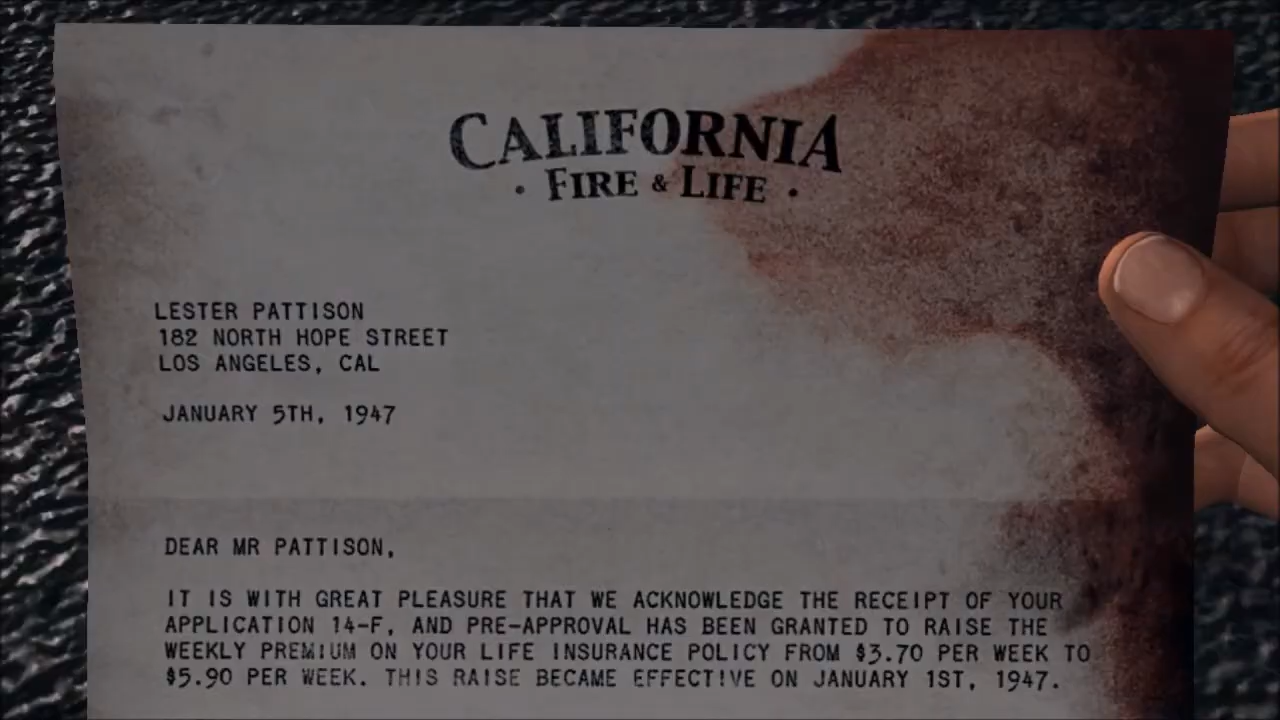 CALIFORNIA
• FIRE & LIFE •
LESTER PATTISON
182 NORTH HOPE STREET
LOS ANGELES, CAL
JANUARY 5TH, 1947
DEAR MR PATTISON,
IT IS WITH GREAT PLEASURE THAT WE ACKNOWLEDGE THE RECEIPT OF YOUR
APPLICATION 14-F, AND PRE-APPROVAL HAS BEEN GRANTED TO RAISE THE
WEEKLY PREMIUM ON YOUR LIFE INSURANCE POLICY FROM $3.70 PER WEEK TO
$5.90 PER WEEK. THIS RAISE BECAME EFFECTIVE ON JANUARY 1ST, 1947.